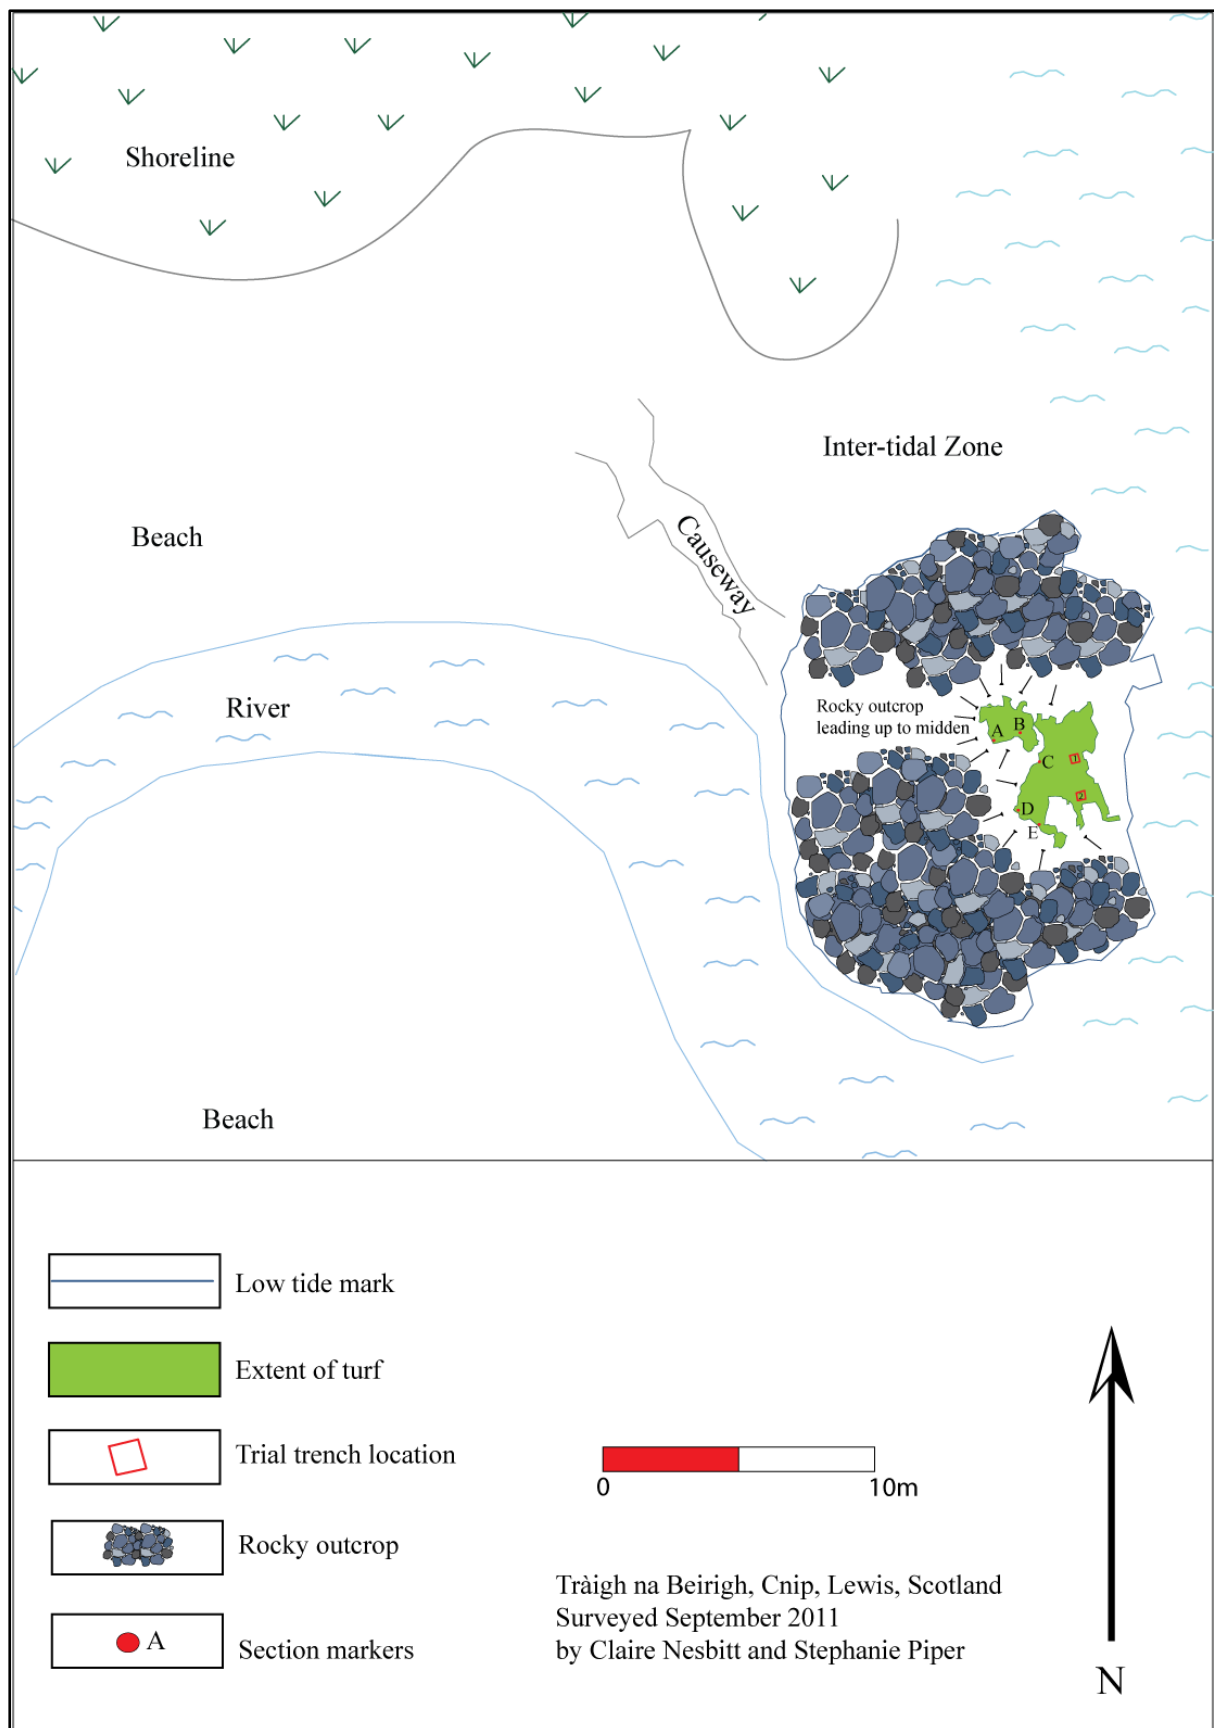 Shoreline
Inter-tidal Zone
Beach
Causeway
River
Rocky outcrop
leading up to midden
A
B
C
1
2
D
E
Beach
Low tide mark
Extent of turf
Trial trench location
Rocky outcrop
A
Section markers
0
10m
Tràigh na Beirigh, Cnip, Lewis, Scotland
Surveyed September 2011
by Claire Nesbitt and Stephanie Piper
N